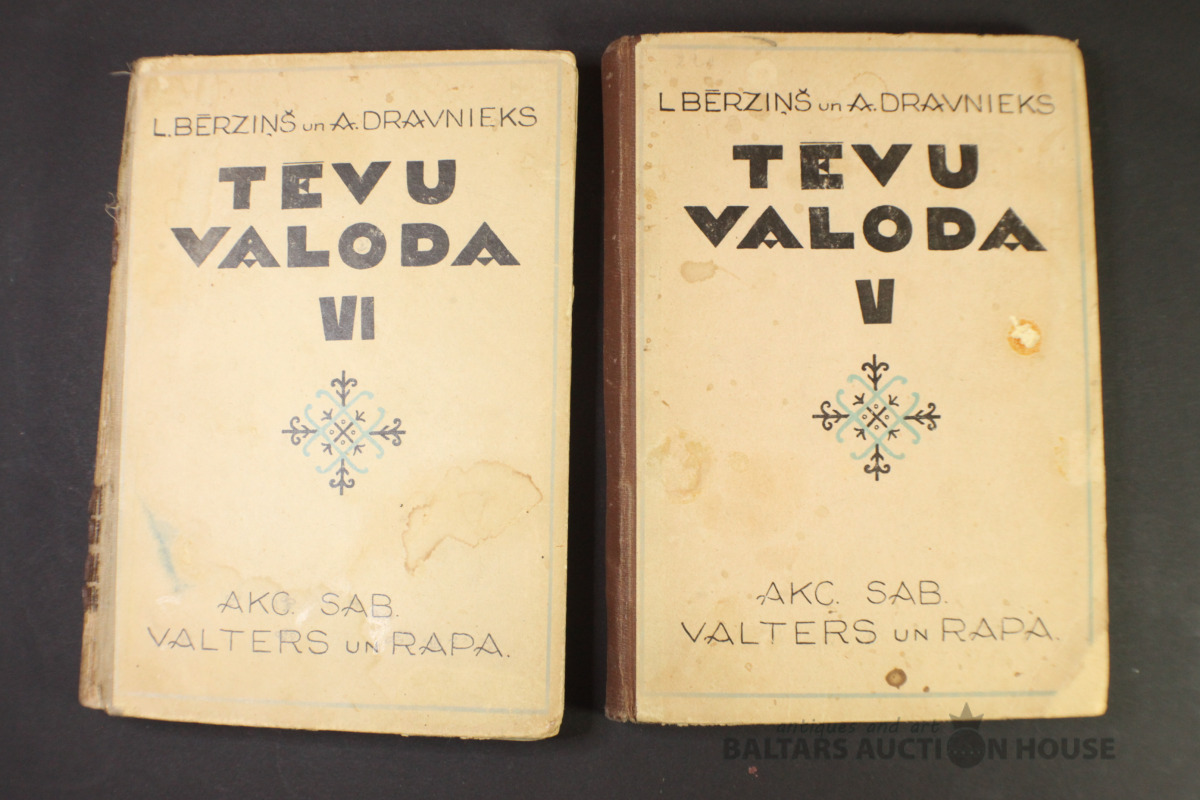 L. BĒRZIŅŠ un A. DRAVNIEKS
TĒVU
VALODA
VI
AKC. SAB.
VALTERS UN RAPA.
L. BĒRZIŅŠ un A. DRAVNIEKS
TĒVU
VALODA
V
AKC. SAB.
VALTERS UN RAPA.
antiques and art
BALTARS AUCTION HOUSE